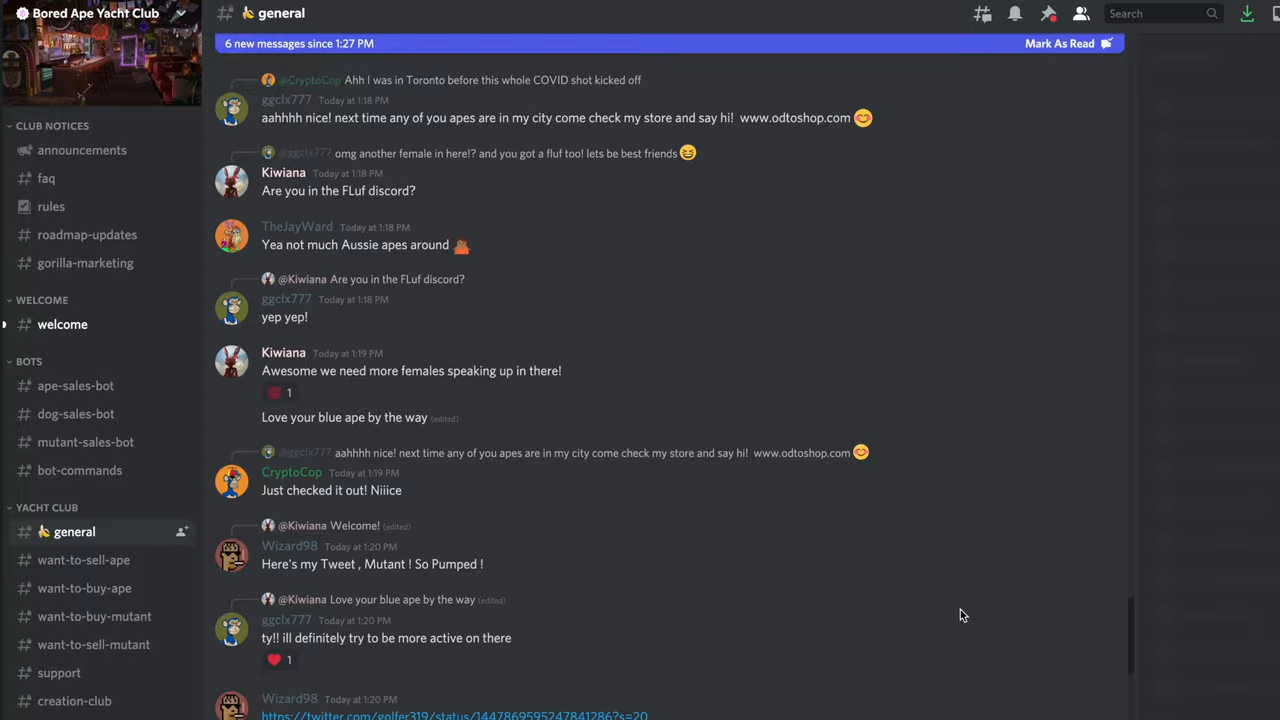 Bored Ape Yacht Club
general
Search
6 new messages since 1:27 PM
Mark As Read
CLUB NOTICES
announcements
faq
rules
roadmap-updates
gorilla-marketing
WELCOME
welcome
BOTS
ape-sales-bot
dog-sales-bot
mutant-sales-bot
bot-commands
YACHT CLUB
general
want-to-sell-ape
want-to-buy-ape
want-to-buy-mutant
want-to-sell-mutant
support
creation-club
@CryptoCop Ahh I was in Toronto before this whole COVID shot kicked off
ggclx777 Today at 1:18 PM
aahhhh nice! next time any of you apes are in my city come check my store and say hi! www.odtoshop.com 😊
@ggclx777 omg another female in here!? and you got a fluf too! lets be best friends 😆
Kiwiana Today at 1:18 PM
Are you in the FLuf discord?
TheJayWard Today at 1:18 PM
Yea not much Aussie apes around
@Kiwiana Are you in the FLuf discord?
ggclx777 Today at 1:18 PM
yep yep!
Kiwiana Today at 1:19 PM
Awesome we need more females speaking up in there!
1
Love your blue ape by the way (edited)
@ggclx777 aahhhh nice! next time any of you apes are in my city come check my store and say hi! www.odtoshop.com 😊
CryptoCop Today at 1:19 PM
Just checked it out! Niiice
@Kiwiana Welcome! (edited)
Wizard98 Today at 1:20 PM
Here's my Tweet , Mutant ! So Pumped !
@Kiwiana Love your blue ape by the way (edited)
ggclx777 Today at 1:20 PM
ty!! ill definitely try to be more active on there
❤️ 1
Wizard98 Today at 1:20 PM
https://twitter.com/golfer319/status/1447869595247841286?s=20